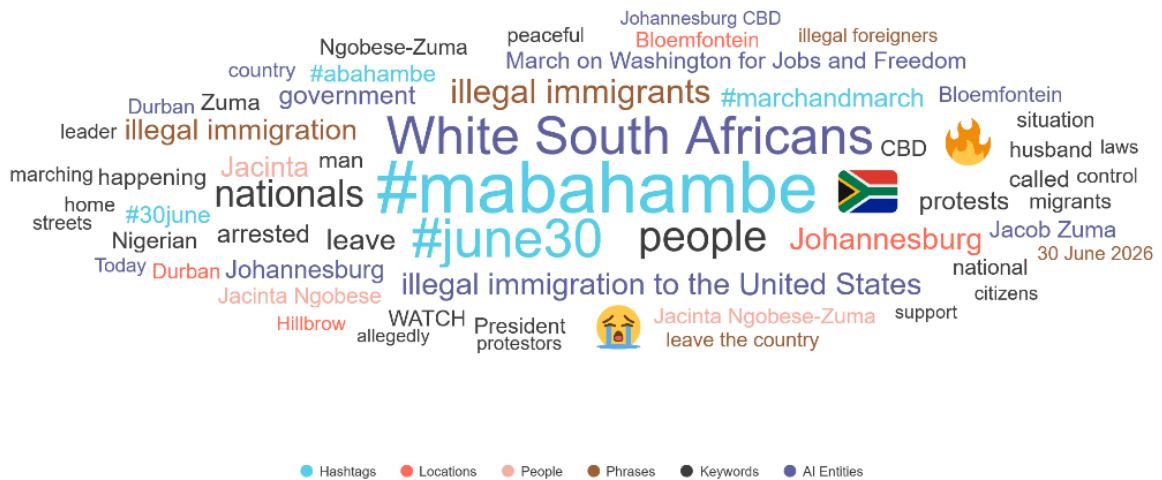 Johannesburg CBD
peaceful Bloemfontein illegal foreigners
Ngobese-Zuma March on Washington for Jobs and Freedom
country #abahambe
government illegal immigrants #marchandmarch Bloemfontein
Durban Zuma
situation
leader illegal immigration White South Africans CBD
husband laws
Jacinta man
marching happening
nationals #mabahambe called control
home protests migrants
streets #30june
Nigerian arrested leave #june30 people Johannesburg Jacob Zuma
30 June 2026
Today Durban Johannesburg national
illegal immigration to the United States
Jacinta Ngobese citizens
Hillbrow WATCH President Jacinta Ngobese-Zuma support
allegedly protestors leave the country
Hashtags Locations People Phrases Keywords AI Entities